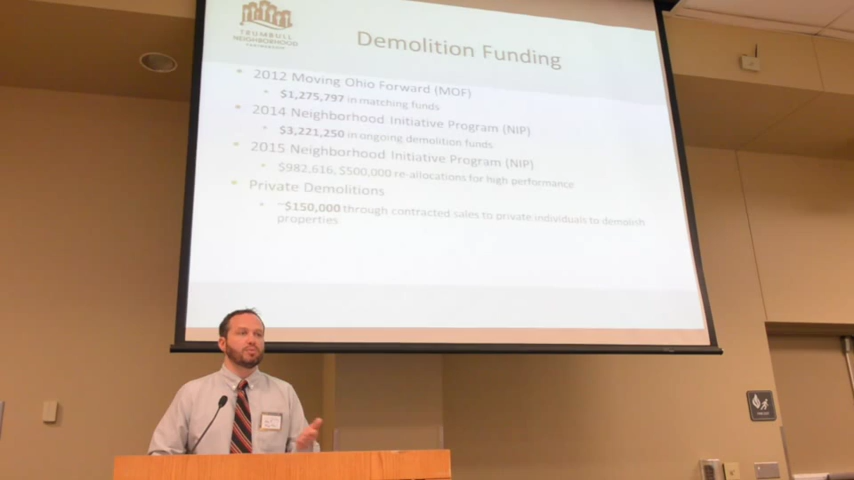 TRUMBULL
NEIGHBORHOOD
PARTNERSHIP
Demolition Funding
• 2012 Moving Ohio Forward (MOF)
• $1,275,797 in matching funds
• 2014 Neighborhood Initiative Program (NIP)
• $3,221,250 in ongoing demolition funds
• 2015 Neighborhood Initiative Program (NIP)
• $982,616, $500,000 re-allocations for high performance
• Private Demolitions
• ~$150,000 through contracted sales to private individuals to demolish
properties